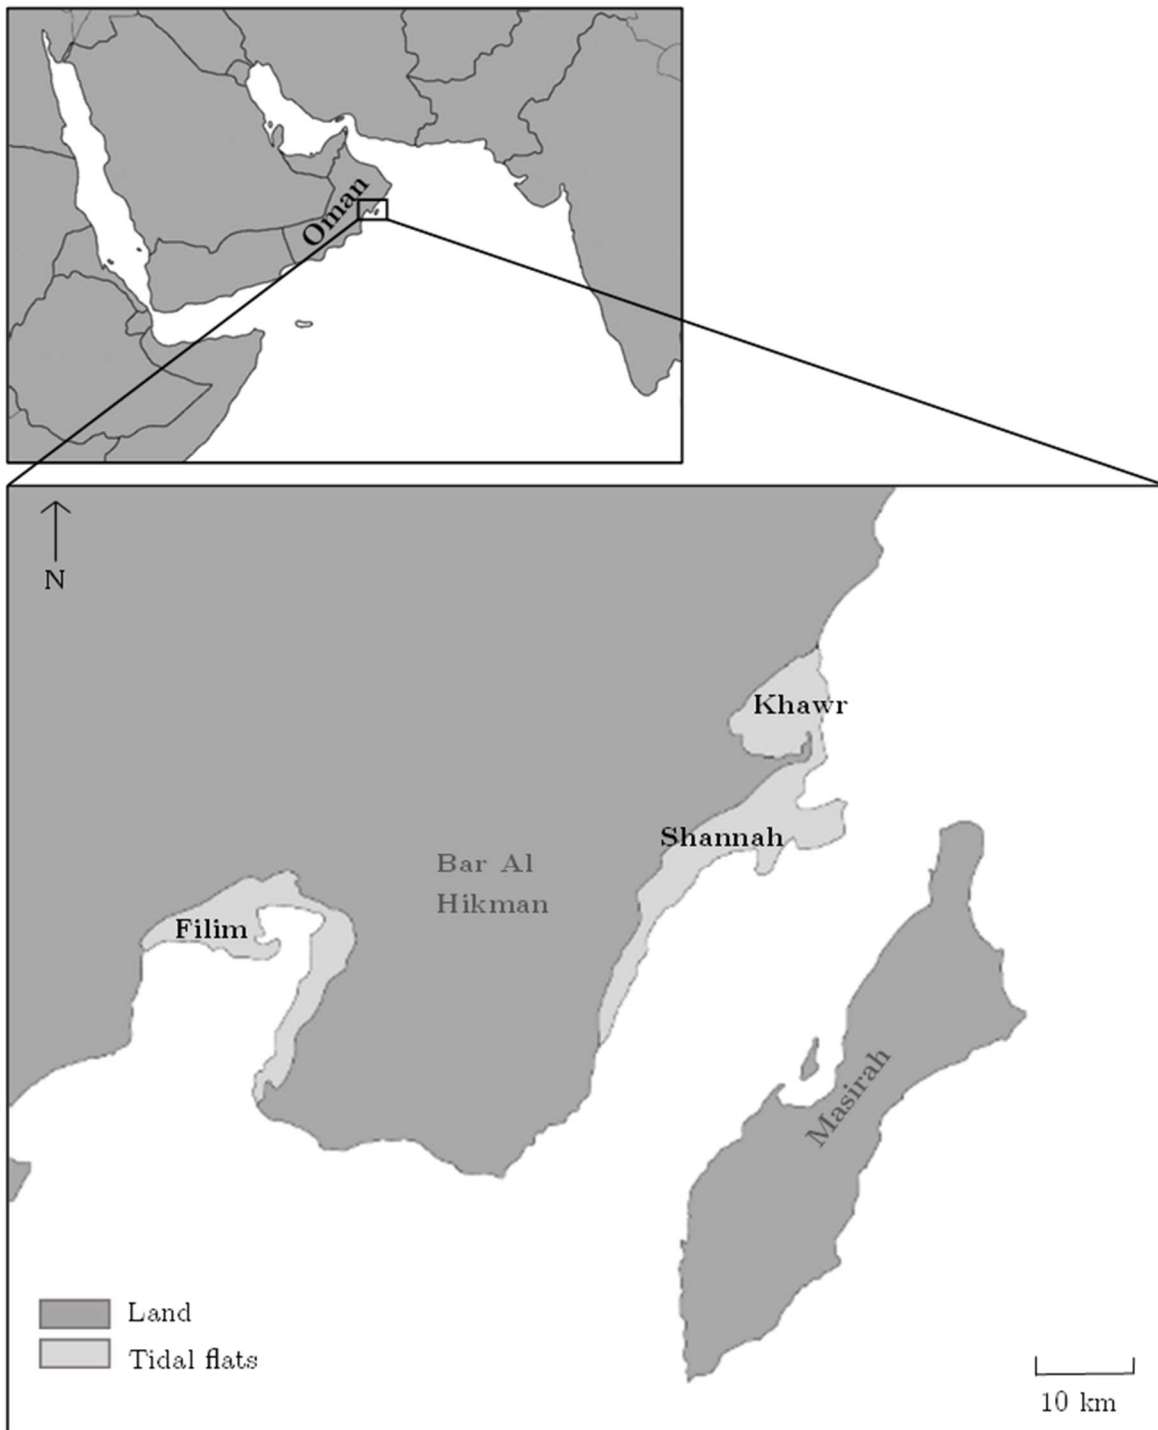 Oman
N
Khawr
Shannah
Bar Al
Hikman
Filim
Masirah
Land
Tidal flats
10 km